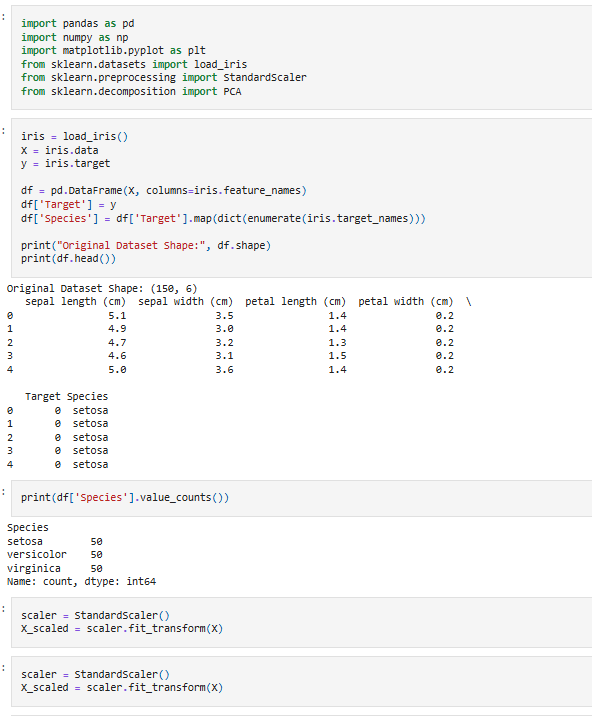 import pandas as pd
import numpy as np
import matplotlib.pyplot as plt
from sklearn.datasets import load_iris
from sklearn.preprocessing import StandardScaler
from sklearn.decomposition import PCA
iris = load_iris()
X = iris.data
y = iris.target
df = pd.DataFrame(X, columns=iris.feature_names)
df['Target'] = y
df['Species'] = df['Target'].map(dict(enumerate(iris.target_names)))
print("Original Dataset Shape:", df.shape)
print(df.head())
Original Dataset Shape: (150, 6)
   sepal length (cm)  sepal width (cm)  petal length (cm)  petal width (cm)  \
0                5.1               3.5                1.4               0.2
1                4.9               3.0                1.4               0.2
2                4.7               3.2                1.3               0.2
3                4.6               3.1                1.5               0.2
4                5.0               3.6                1.4               0.2
   Target Species
0       0  setosa
1       0  setosa
2       0  setosa
3       0  setosa
4       0  setosa
print(df['Species'].value_counts())
Species
setosa        50
versicolor    50
virginica     50
Name: count, dtype: int64
scaler = StandardScaler()
X_scaled = scaler.fit_transform(X)
scaler = StandardScaler()
X_scaled = scaler.fit_transform(X)